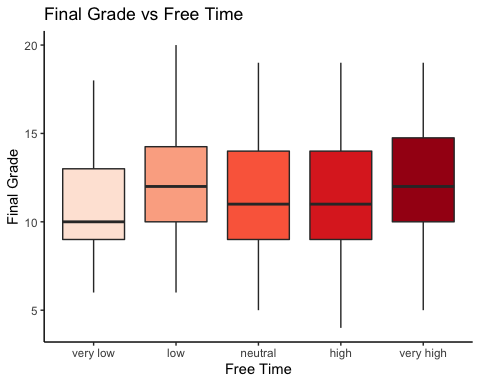 Final Grade vs Free Time
20
15
10
5
Final Grade
very low low neutral high very high
Free Time